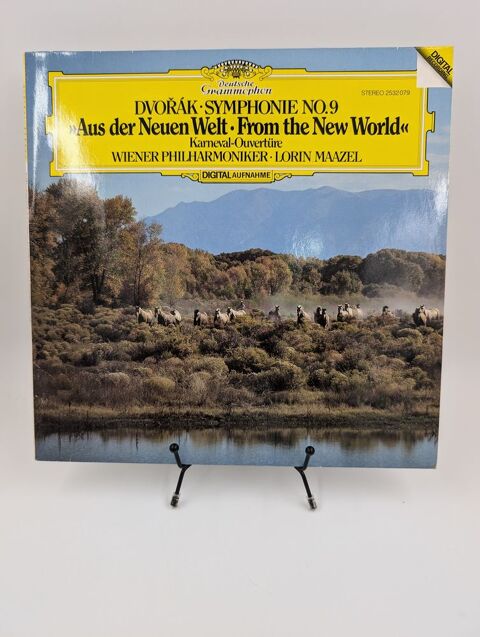 Deutsche
Grammophon
DIGITAL
STEREO 2532 079
DVOŘÁK · SYMPHONIE NO.9
»Aus der Neuen Welt · From the New World«
Karneval-Ouvertüre
WIENER PHILHARMONIKER · LORIN MAAZEL
DIGITAL AUFNAHME